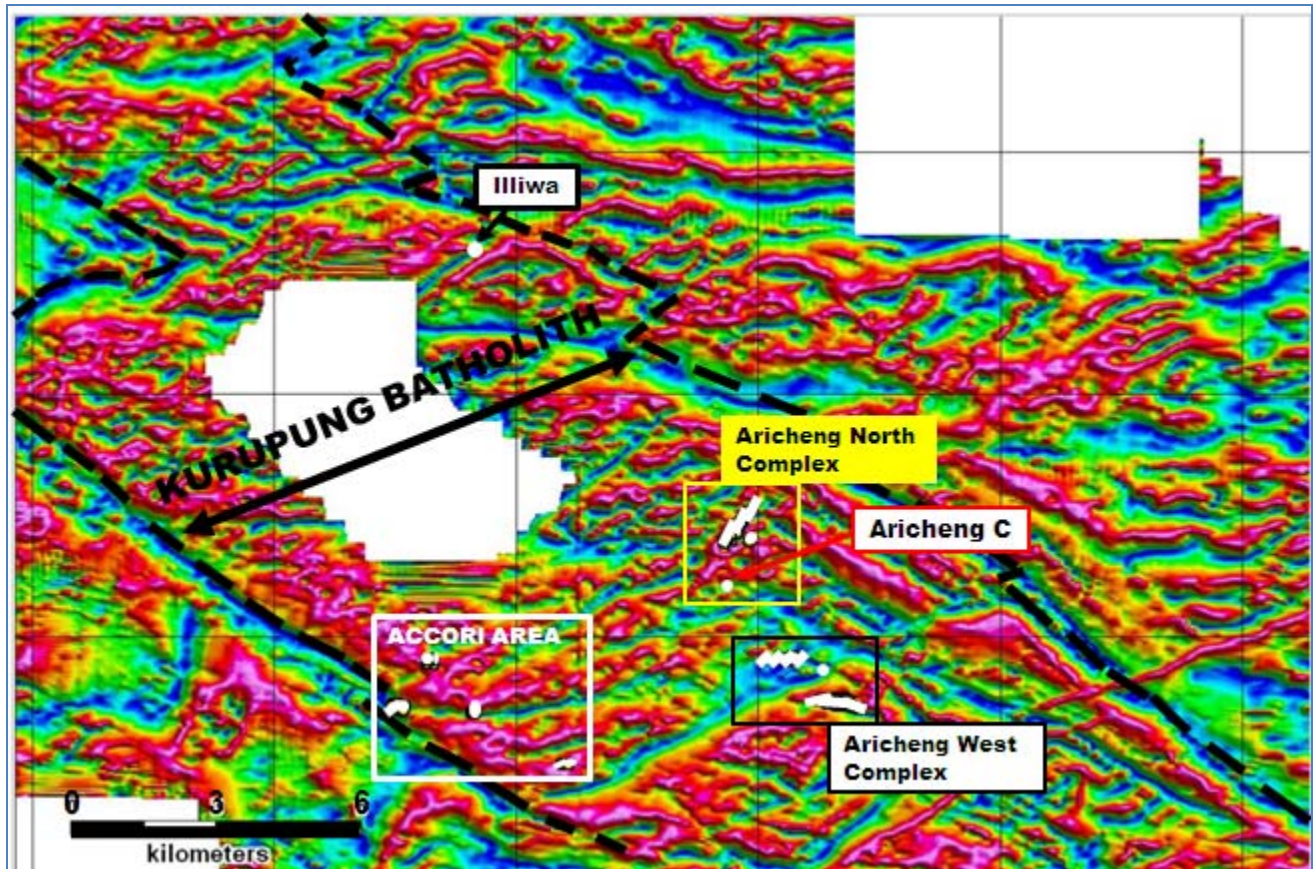 Illiwa
KURUPUNG BATHOLITH
Aricheng North
Complex
Aricheng C
ACCORI AREA
Aricheng West
Complex
0 3 6
kilometers